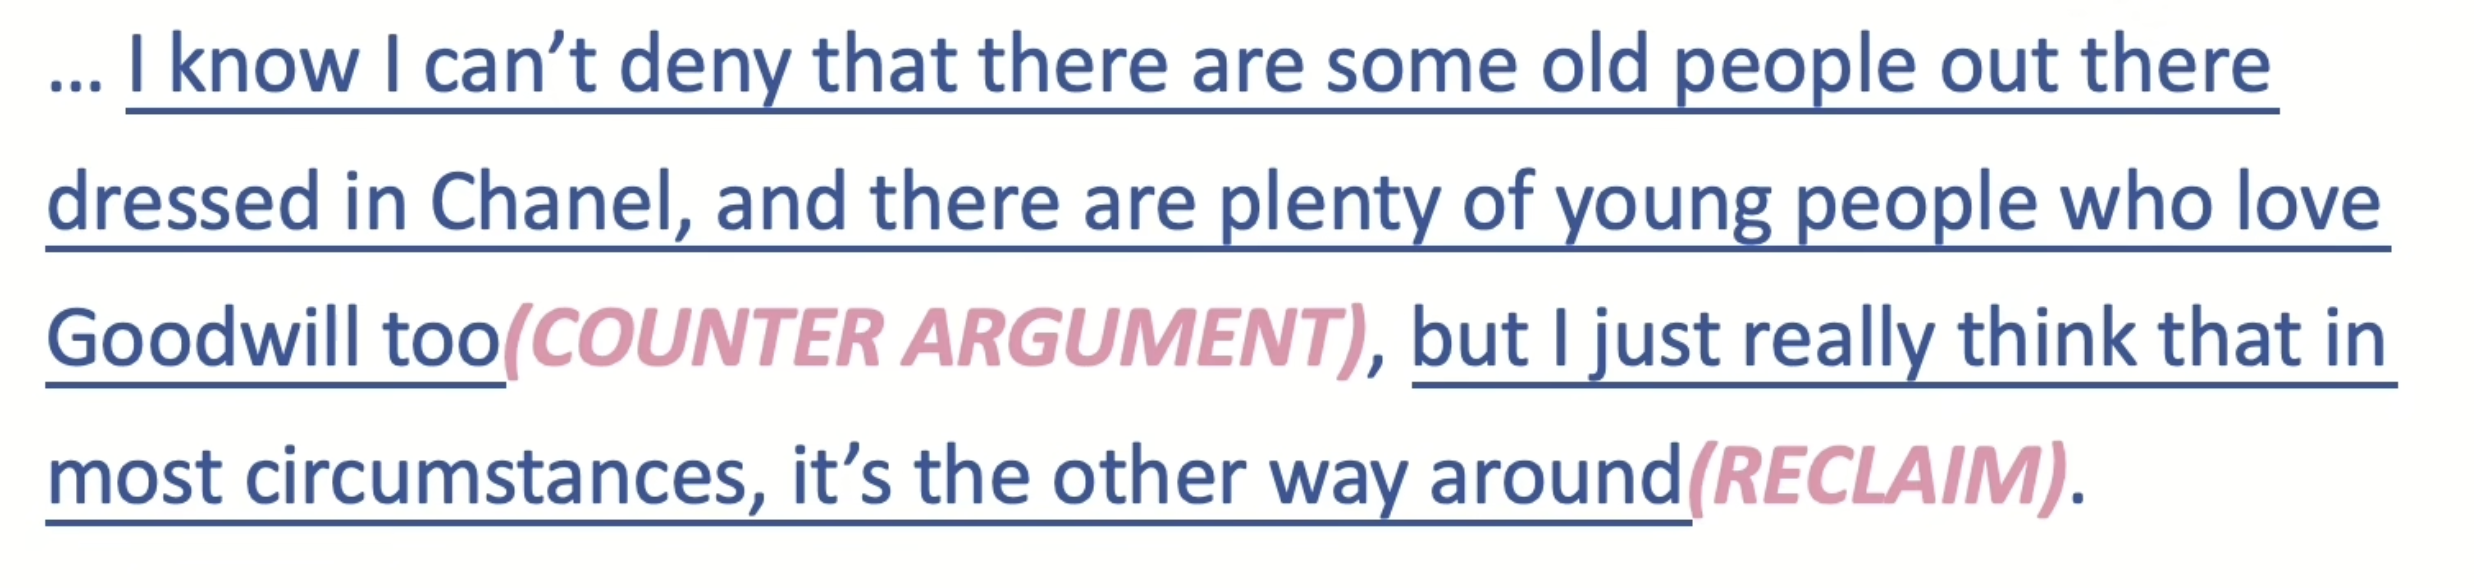 ... I know I can’t deny that there are some old people out there
dressed in Chanel, and there are plenty of young people who love
Goodwill too(COUNTER ARGUMENT), but I just really think that in
most circumstances, it’s the other way around(RECLAIM).